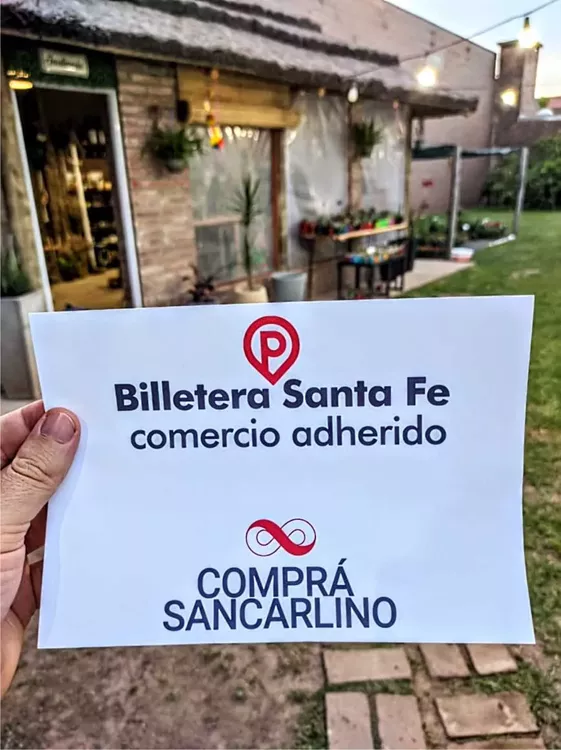 P
Billetera Santa Fe
comercio adherido
COMPRÁ
SANCARLINO